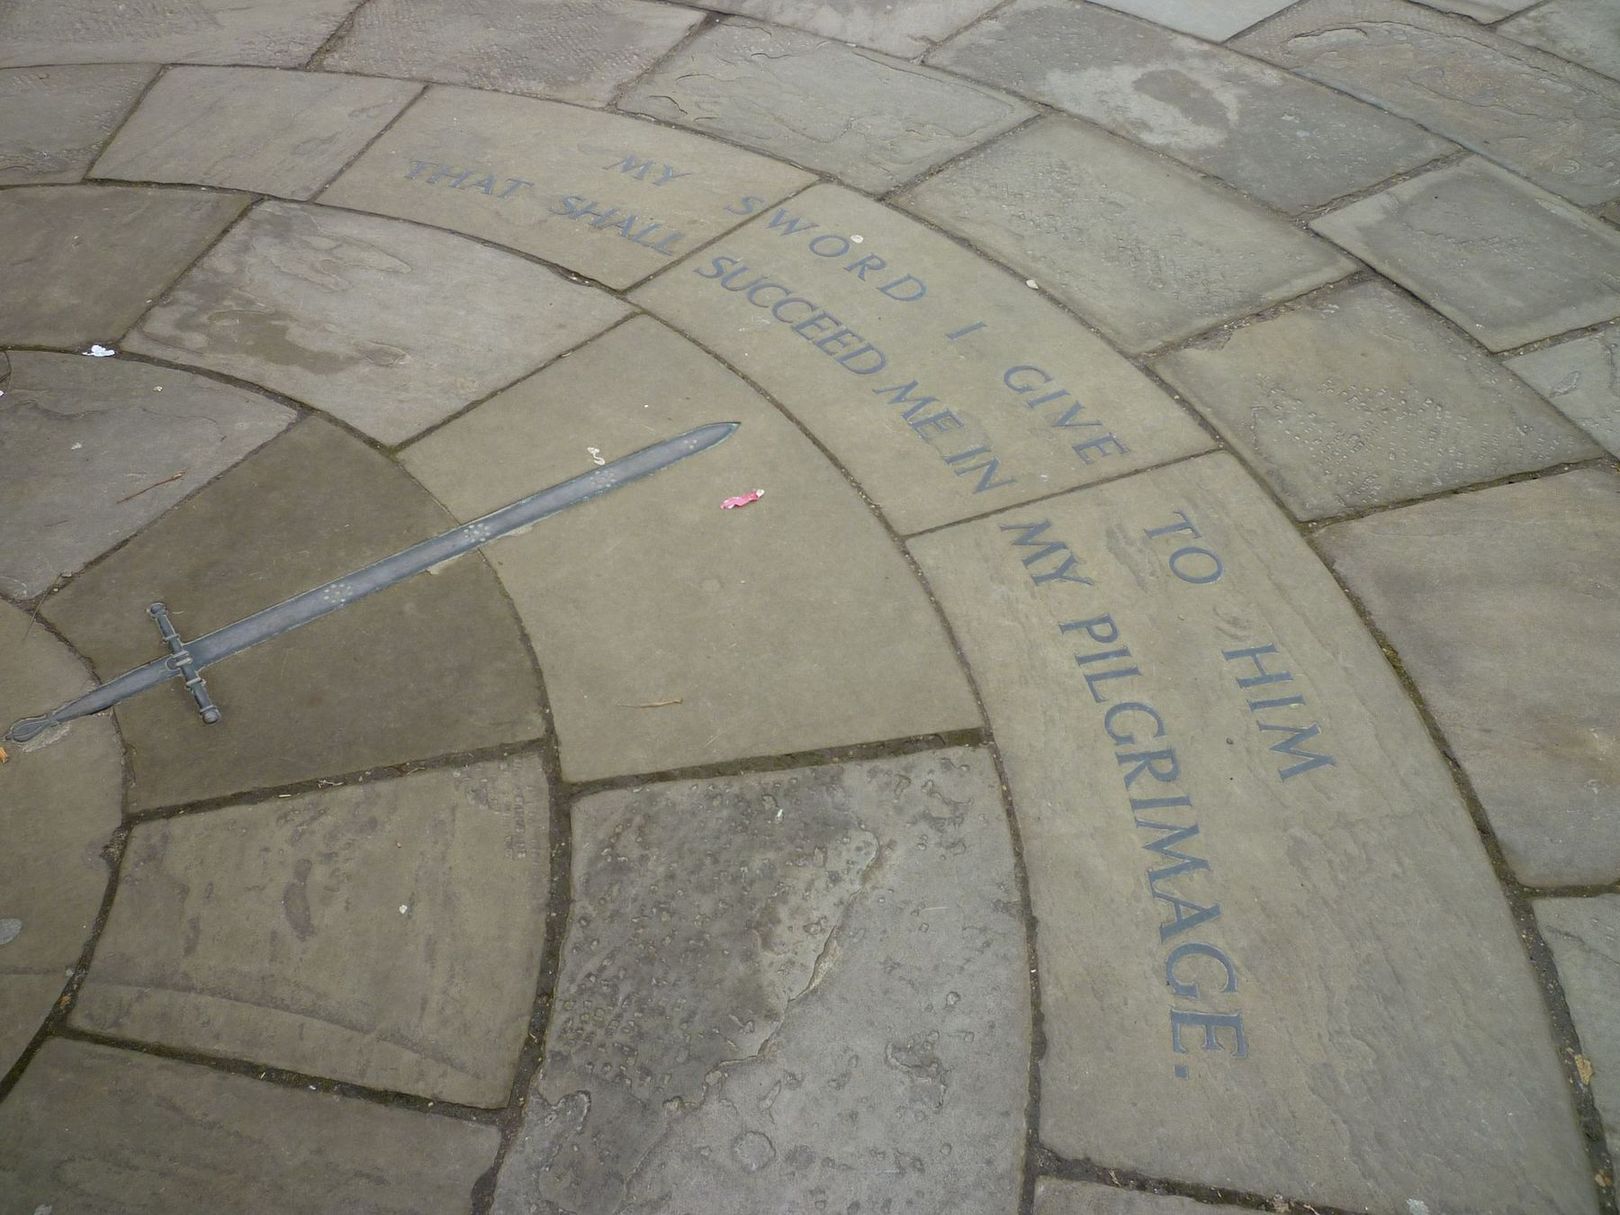 MY SWORD I GIVE TO HIM
THAT SHALL SUCCEED ME IN MY PILGRIMAGE.